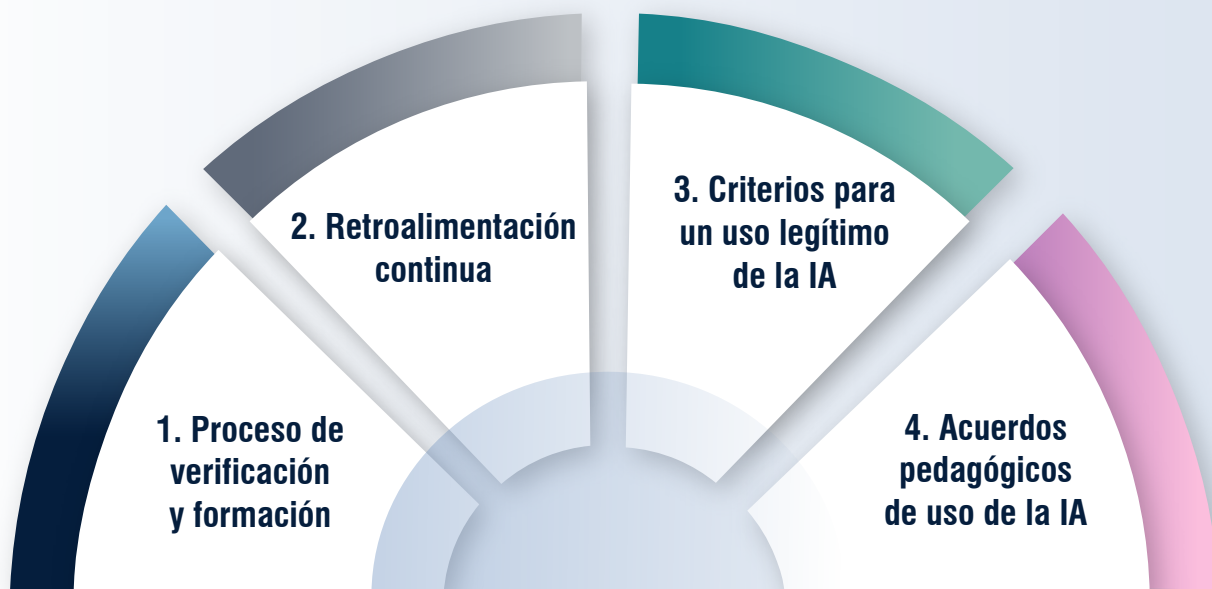 1. Proceso de
verificación
y formación
2. Retroalimentación
continua
3. Criterios para
un uso legítimo
de la IA
4. Acuerdos
pedagógicos
de uso de la IA